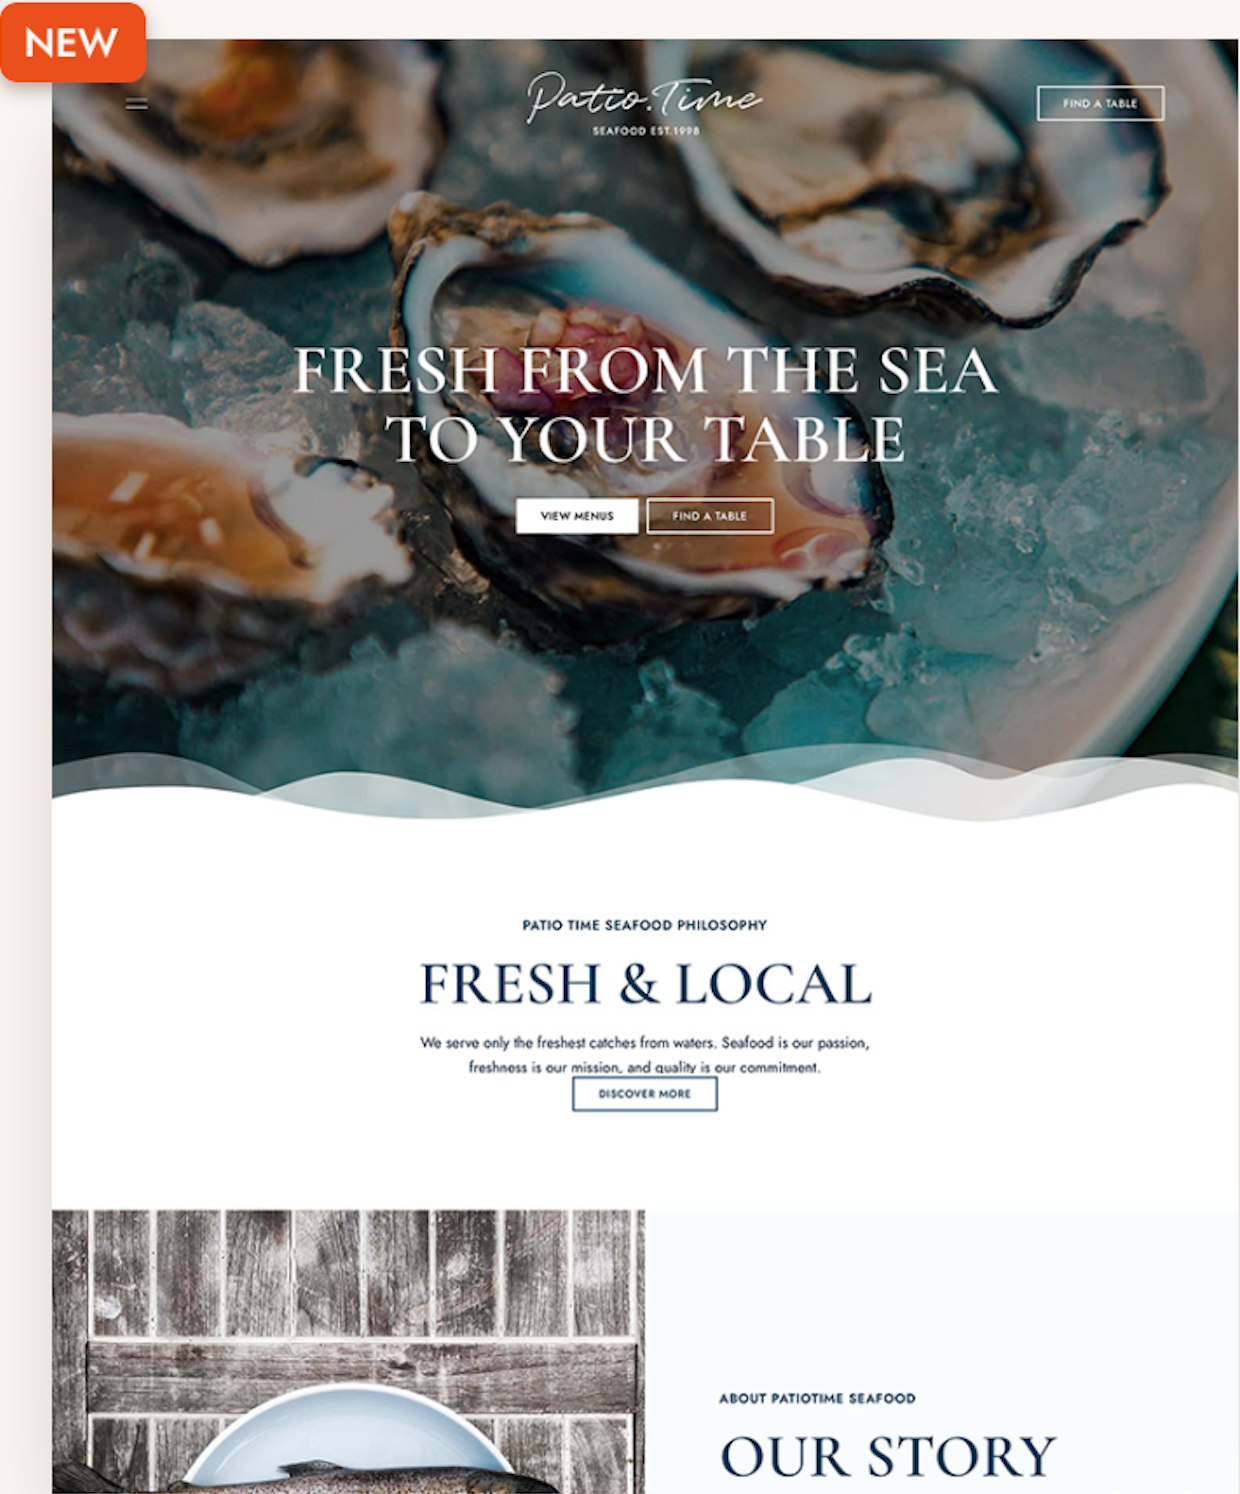 NEW
Patio.Time
SEAFOOD EST.1998
FIND A TABLE
FRESH FROM THE SEA
TO YOUR TABLE
VIEW MENUS
FIND A TABLE
PATIO TIME SEAFOOD PHILOSOPHY
FRESH & LOCAL
We serve only the freshest catches from waters. Seafood is our passion,
freshness is our mission, and quality is our commitment.
DISCOVER MORE
ABOUT PATIOTIME SEAFOOD
OUR STORY